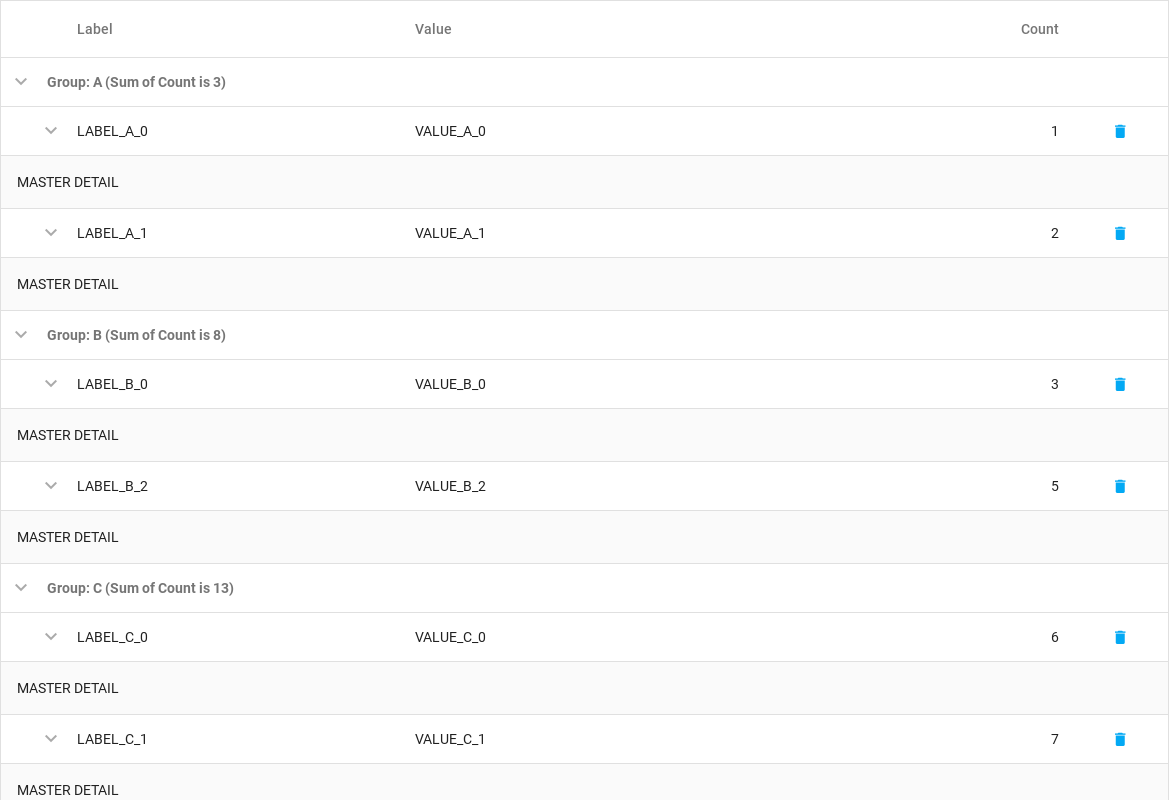 Label Value Count
Group: A (Sum of Count is 3)
LABEL_A_0 VALUE_A_0 1
MASTER DETAIL
LABEL_A_1 VALUE_A_1 2
MASTER DETAIL
Group: B (Sum of Count is 8)
LABEL_B_0 VALUE_B_0 3
MASTER DETAIL
LABEL_B_2 VALUE_B_2 5
MASTER DETAIL
Group: C (Sum of Count is 13)
LABEL_C_0 VALUE_C_0 6
MASTER DETAIL
LABEL_C_1 VALUE_C_1 7
MASTER DETAIL